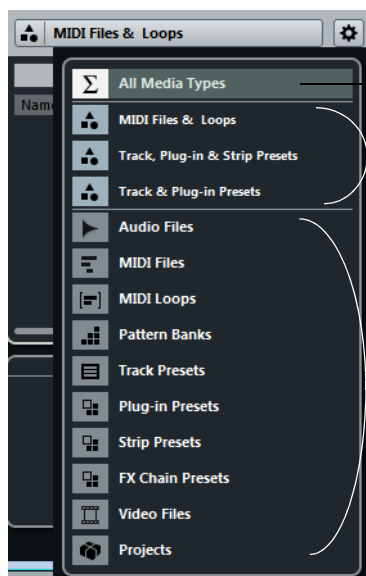 MIDI Files & Loops
Name
All Media Types
MIDI Files & Loops
Track, Plug-in & Strip Presets
Track & Plug-in Presets
Audio Files
MIDI Files
MIDI Loops
Pattern Banks
Track Presets
Plug-in Presets
Strip Presets
FX Chain Presets
Video Files
Projects